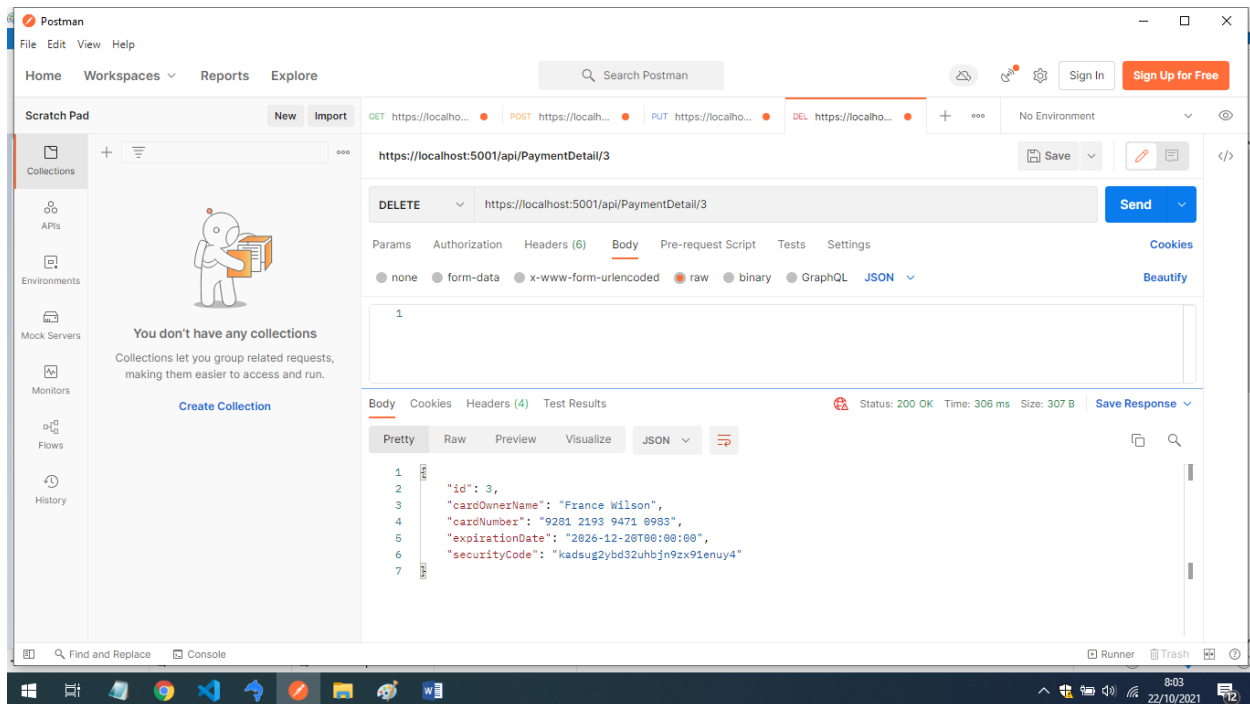 Postman
File Edit View Help
Home Workspaces Reports Explore Search Postman Sign In Sign Up for Free
Scratch Pad New Import GET https://localho... POST https://localh... PUT https://localho... DEL https://localho... No Environment
Collections
APIs
Environments
Mock Servers
Monitors
Flows
History
You don't have any collections
Collections let you group related requests,
making them easier to access and run.
Create Collection
https://localhost:5001/api/PaymentDetail/3 Save
DELETE https://localhost:5001/api/PaymentDetail/3 Send
Params Authorization Headers (6) Body Pre-request Script Tests Settings Cookies
none form-data x-www-form-urlencoded raw binary GraphQL JSON Beautify
1
Body Cookies Headers (4) Test Results Status: 200 OK Time: 306 ms Size: 307 B Save Response
Pretty Raw Preview Visualize JSON
1 {
2 "id": 3,
3 "cardOwnerName": "France Wilson",
4 "cardNumber": "9281 2193 9471 0983",
5 "expirationDate": "2026-12-20T00:00:00",
6 "securityCode": "kadsug2ybd32uhbjn9zx91enuy4"
7 }
Find and Replace Console Runner Trash
8:03
22/10/2021
12